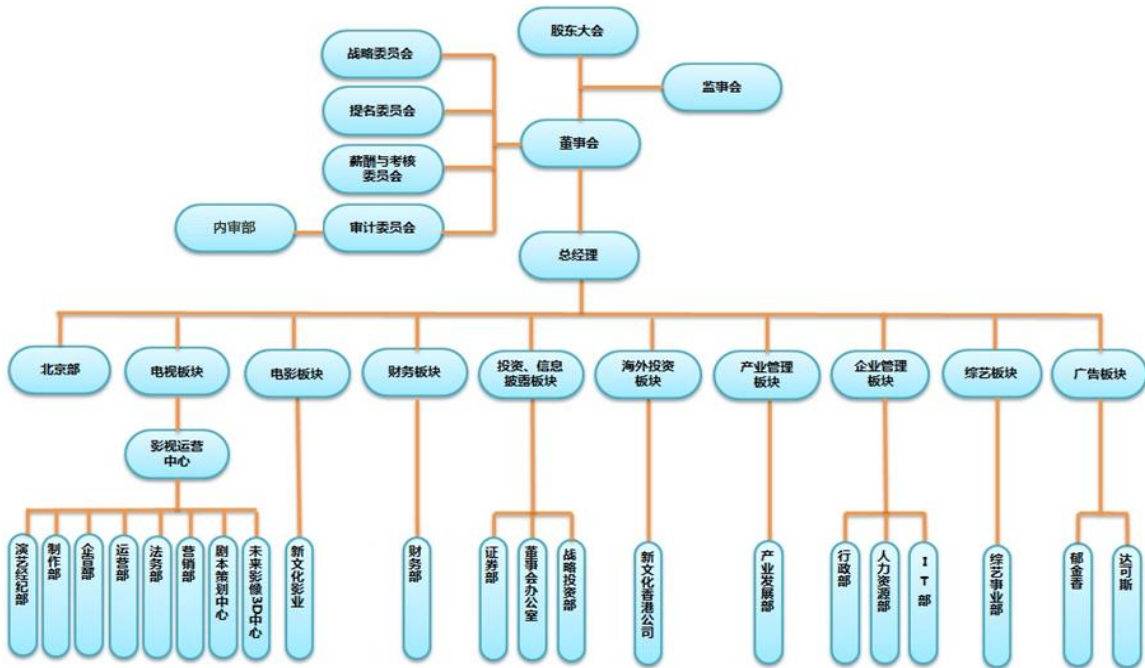 股东大会
战略委员会
监事会
提名委员会
董事会
薪酬与考核
委员会
内审部
审计委员会
总经理
北京部
电视板块
电影板块
财务板块
投资、信息
披露板块
海外投资
板块
产业管理
板块
企业管理
板块
综艺板块
广告板块
影视运营
中心
演艺经纪部
制作部
企宣部
运营部
法务部
营销部
剧本策划中心
未来影像3D中心
新文化影业
财务部
证券部
董事会办公室
战略投资部
新文化香港公司
产业发展部
行政部
人力资源部
IT部
综艺事业部
郁金香
达可斯